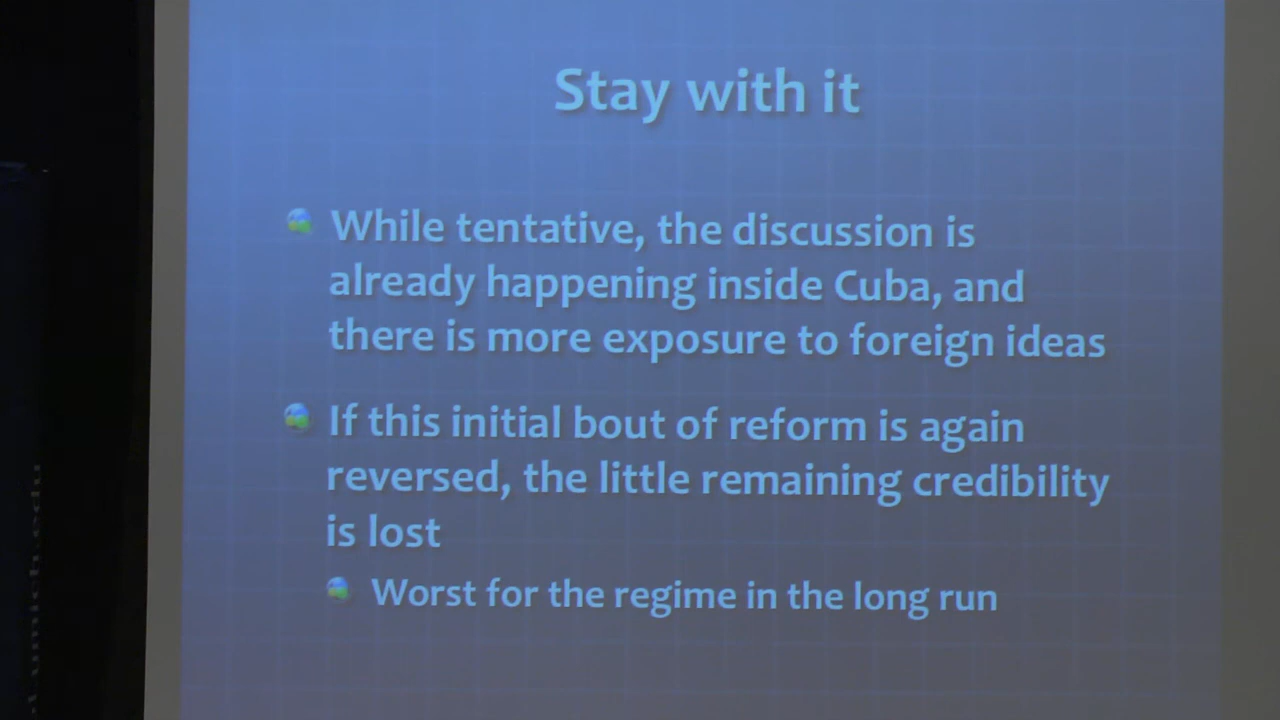 Stay with it
While tentative, the discussion is
already happening inside Cuba, and
there is more exposure to foreign ideas
If this initial bout of reform is again
reversed, the little remaining credibility
is lost
Worst for the regime in the long run